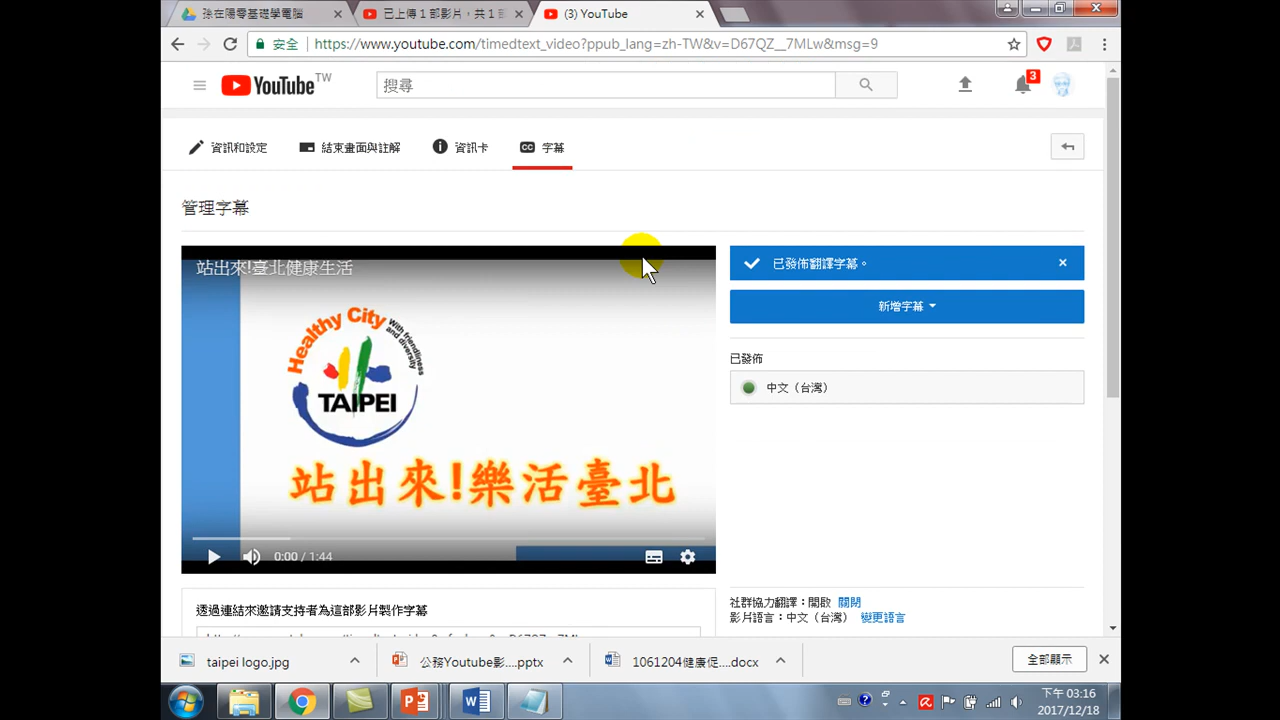 孫在陽零基礎學電腦
已上傳 1 部影片，共 1 部
(3) YouTube
安全
https://www.youtube.com/timedtext_video?ppub_lang=zh-TW&v=D67QZ__7MLw&msg=9
YouTube TW
搜尋
3
資訊和設定
結束畫面與註解
資訊卡
CC 字幕
管理字幕
站出來!臺北健康生活
Healthy City
With friendliness and diversity
TAIPEI
站出來!樂活臺北
0:00 / 1:44
已發佈翻譯字幕。
新增字幕
已發佈
中文（台灣）
透過連結來邀請支持者為這部影片製作字幕
社群協力翻譯：開啟 關閉
影片語言：中文（台灣） 變更語言
taipei logo.jpg
公務Youtube影....pptx
1061204健康促....docx
全部顯示
下午 03:16
2017/12/18